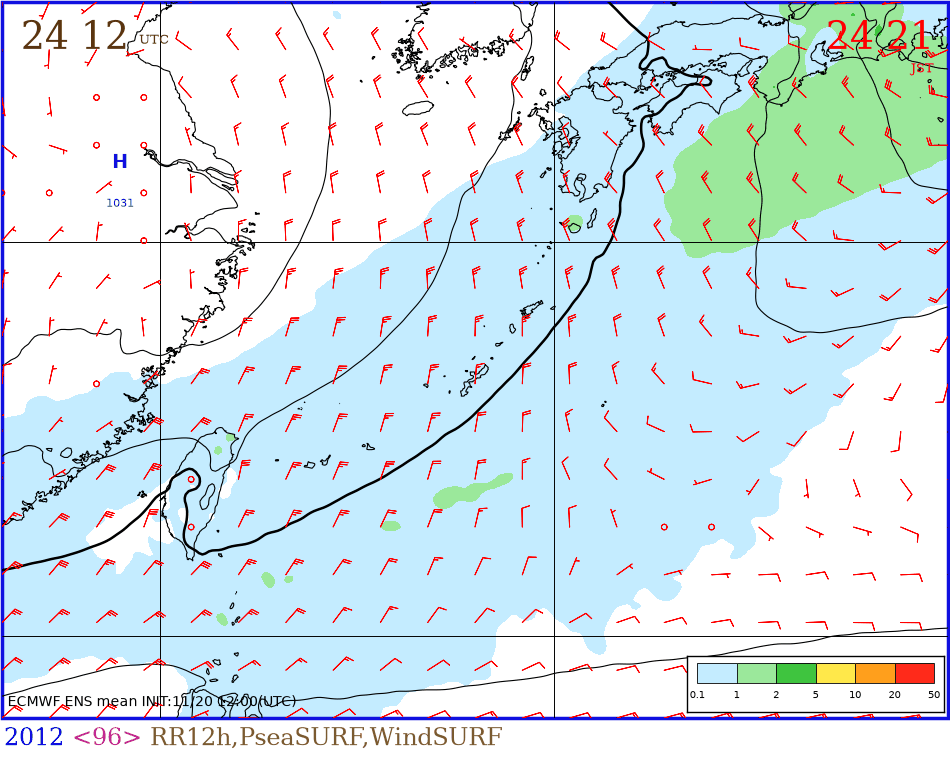 24 12 UTC
24 21
JST
H
1031
0.1 1 2 5 10 20 50
ECMWF ENS mean INIT:11/20 12:00(UTC)
2012 <96> RR12h,PseaSURF,WindSURF